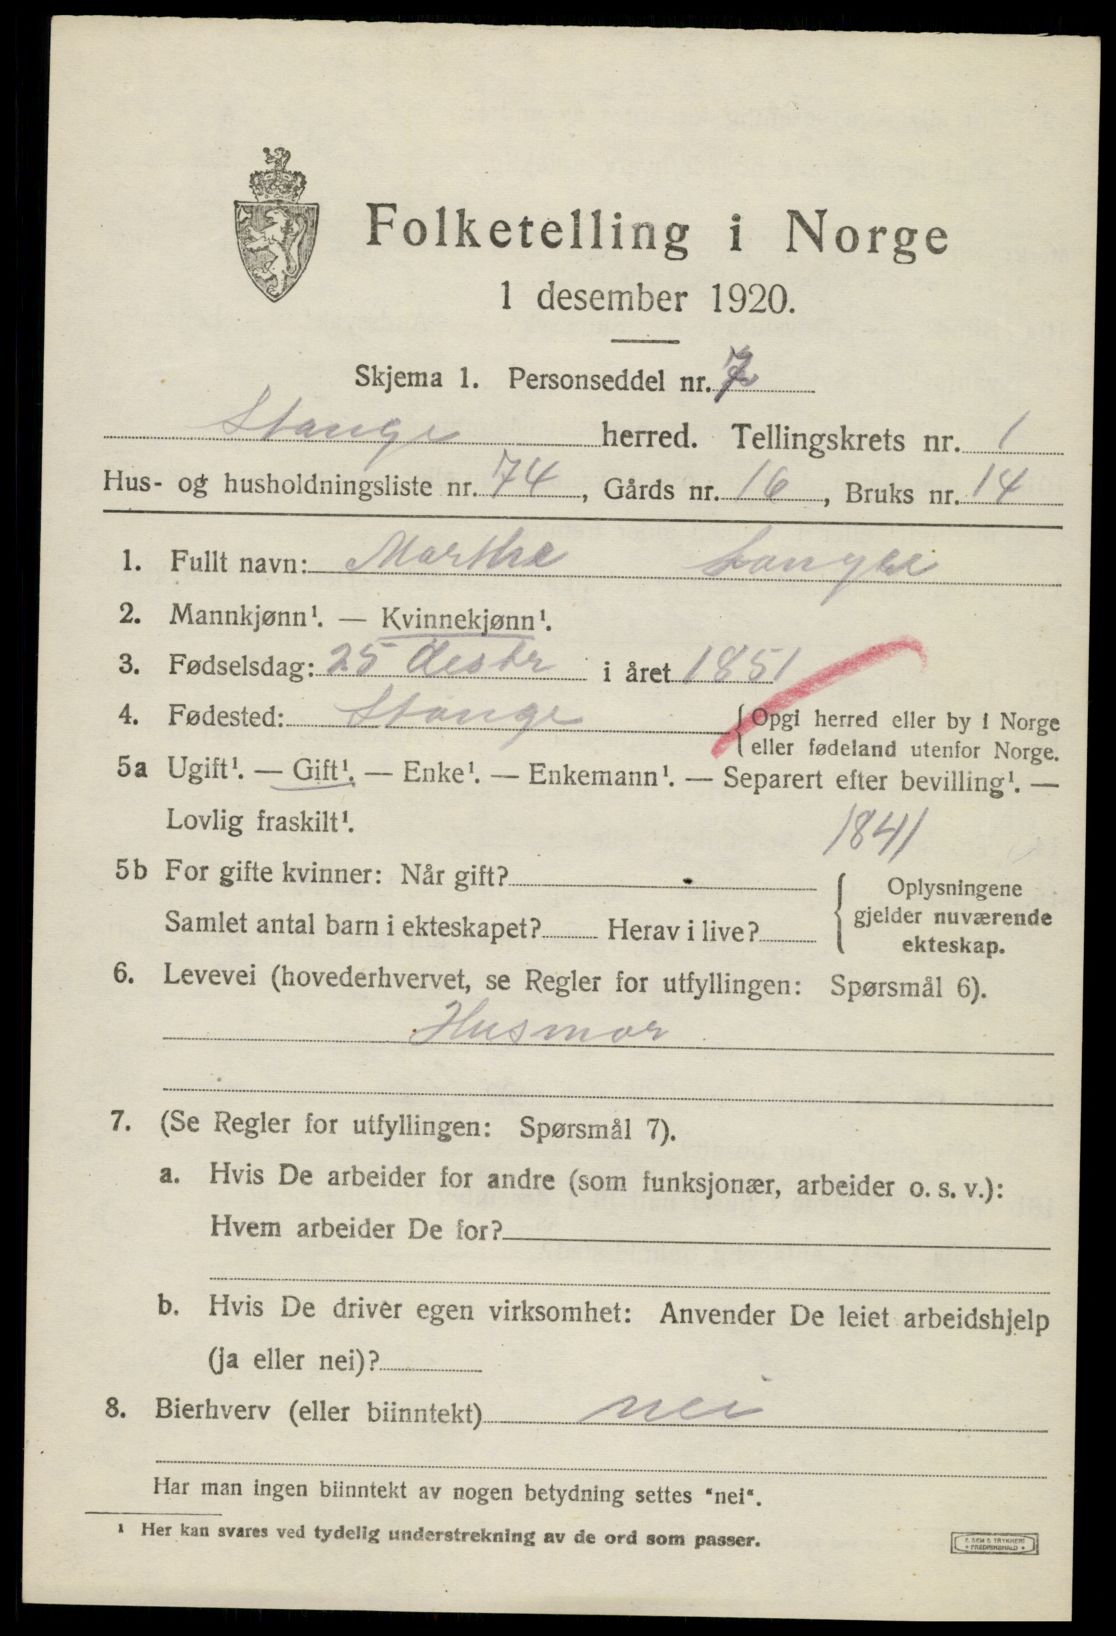 Folketelling i Norge
1 desember 1920.
Skjema 1. Personseddel nr.
Stange herred. Tellingskrets nr. 1
Hus- og husholdningsliste nr. 74, Gårds nr. 16, Bruks nr. 14
1. Fullt navn: Marthe
2. Mannkjønn¹. — Kvinnekjønn¹.
3. Fødselsdag: 25 desbr i året 1851
4. Fødested: Stange {Opgi herred eller by i Norge
eller fødeland utenfor Norge.
5a Ugift¹. — Gift¹. — Enke¹. — Enkemann¹. — Separert efter bevilling¹. —
Lovlig fraskilt¹.
1841
5b For gifte kvinner: Når gift?
Samlet antal barn i ekteskapet? Herav i live?
{Oplysningene
gjelder nuværende
ekteskap.
6. Levevei (hovederhvervet, se Regler for utfyllingen: Spørsmål 6).
Husmor
7. (Se Regler for utfyllingen: Spørsmål 7).
a. Hvis De arbeider for andre (som funksjonær, arbeider o. s. v.):
Hvem arbeider De for?
b. Hvis De driver egen virksomhet: Anvender De leiet arbeidshjelp
(ja eller nei)?
8. Bierhverv (eller biinntekt) nei
Har man ingen biinntekt av nogen betydning settes "nei".
¹ Her kan svares ved tydelig understrekning av de ord som passer.
TRYKKERI
FREDRIKSHALD